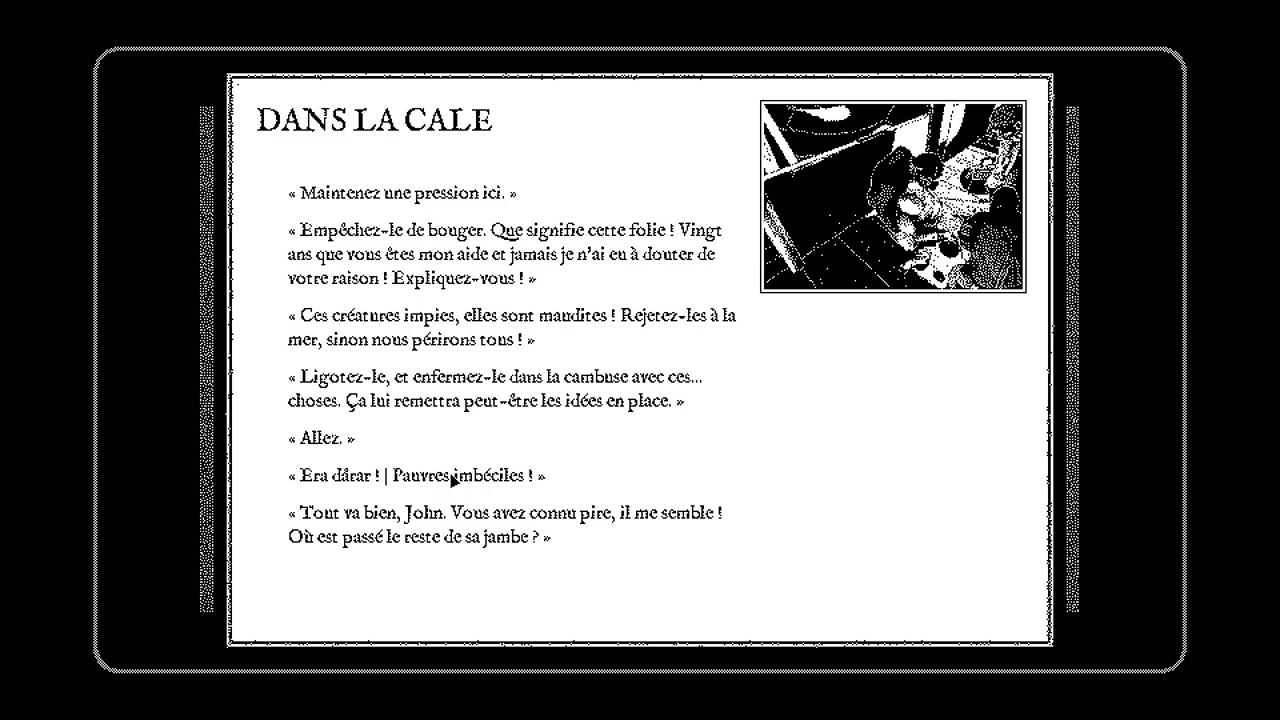 DANS LA CALE
« Maintenez une pression ici. »
« Empêchez-le de bouger. Que signifie cette folie ! Vingt
ans que vous êtes mon aide et jamais je n'ai eu à douter de
votre raison ! Expliquez-vous ! »
« Ces créatures impies, elles sont maudites ! Rejetez-les à la
mer, sinon nous périrons tous ! »
« Ligotez-le, et enfermez-le dans la cambuse avec ces...
choses. Ça lui remettra peut-être les idées en place. »
« Allez. »
« Era dårar ! | Pauvres imbéciles ! »
« Tout va bien, John. Vous avez connu pire, il me semble !
Où est passé le reste de sa jambe ? »